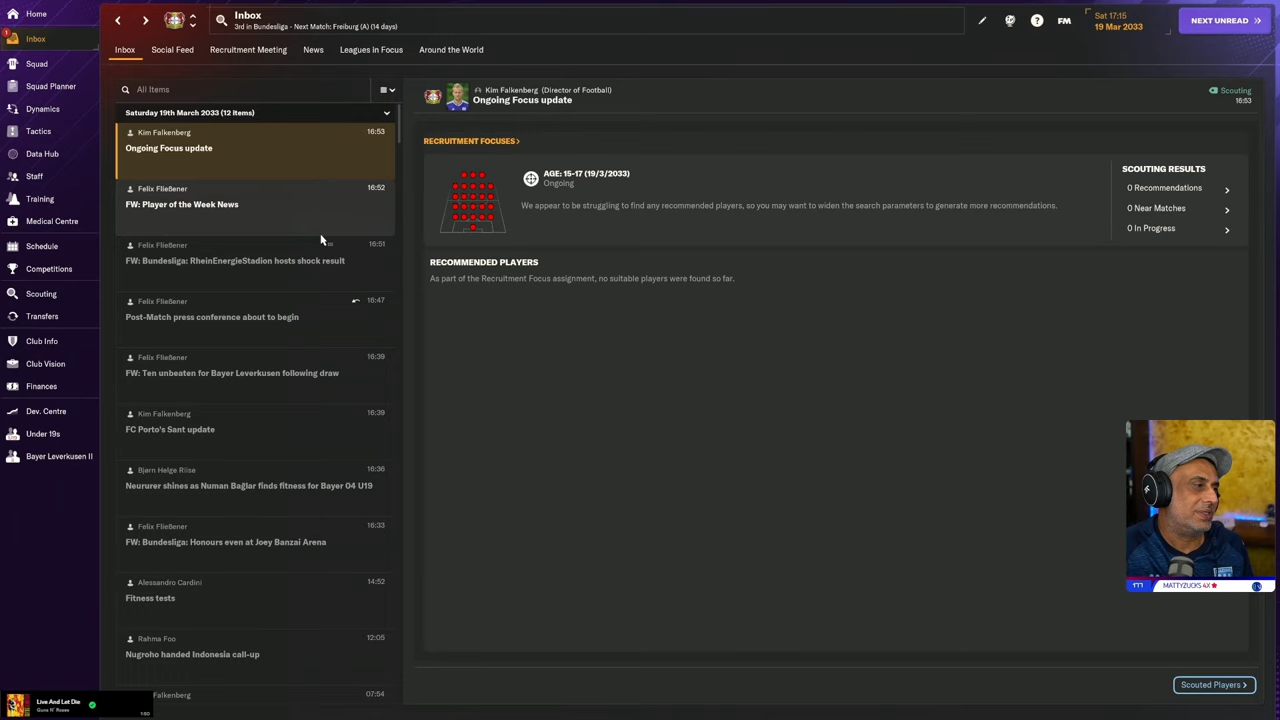 Home
Inbox
Squad
Squad Planner
Dynamics
Tactics
Data Hub
Staff
Training
Medical Centre
Schedule
Competitions
Scouting
Transfers
Club Info
Club Vision
Finances
Dev. Centre
Under 19s
Bayer Leverkusen II
Inbox
3rd in Bundesliga - Next Match: Freiburg (A) (14 days)
FM
Sat 17:15
19 Mar 2033
NEXT UNREAD
Inbox
Social Feed
Recruitment Meeting
News
Leagues in Focus
Around the World
All Items
Saturday 19th March 2033 (12 items)
Kim Falkenberg 16:53
Ongoing Focus update
Felix Fließener 16:52
FW: Player of the Week News
Felix Fließener 16:51
FW: Bundesliga: RheinEnergieStadion hosts shock result
Felix Fließener 16:47
Post-Match press conference about to begin
Felix Fließener 16:39
FW: Ten unbeaten for Bayer Leverkusen following draw
Kim Falkenberg 16:39
FC Porto's Sant update
Bjørn Helge Riise 16:36
Neururer shines as Numan Bağlar finds fitness for Bayer 04 U19
Felix Fließener 16:33
FW: Bundesliga: Honours even at Joey Banzai Arena
Alessandro Cardini 14:52
Fitness tests
Rahma Foo 12:05
Nugroho handed Indonesia call-up
Falkenberg 07:54
Kim Falkenberg (Director of Football)
Ongoing Focus update
Scouting
16:53
RECRUITMENT FOCUSES
AGE: 15-17 (19/3/2033)
Ongoing
We appear to be struggling to find any recommended players, so you may want to widen the search parameters to generate more recommendations.
SCOUTING RESULTS
0 Recommendations
0 Near Matches
0 In Progress
RECOMMENDED PLAYERS
As part of the Recruitment Focus assignment, no suitable players were found so far.
Scouted Players
MATTYZUCKS 4X
Live And Let Die
Guns N' Roses